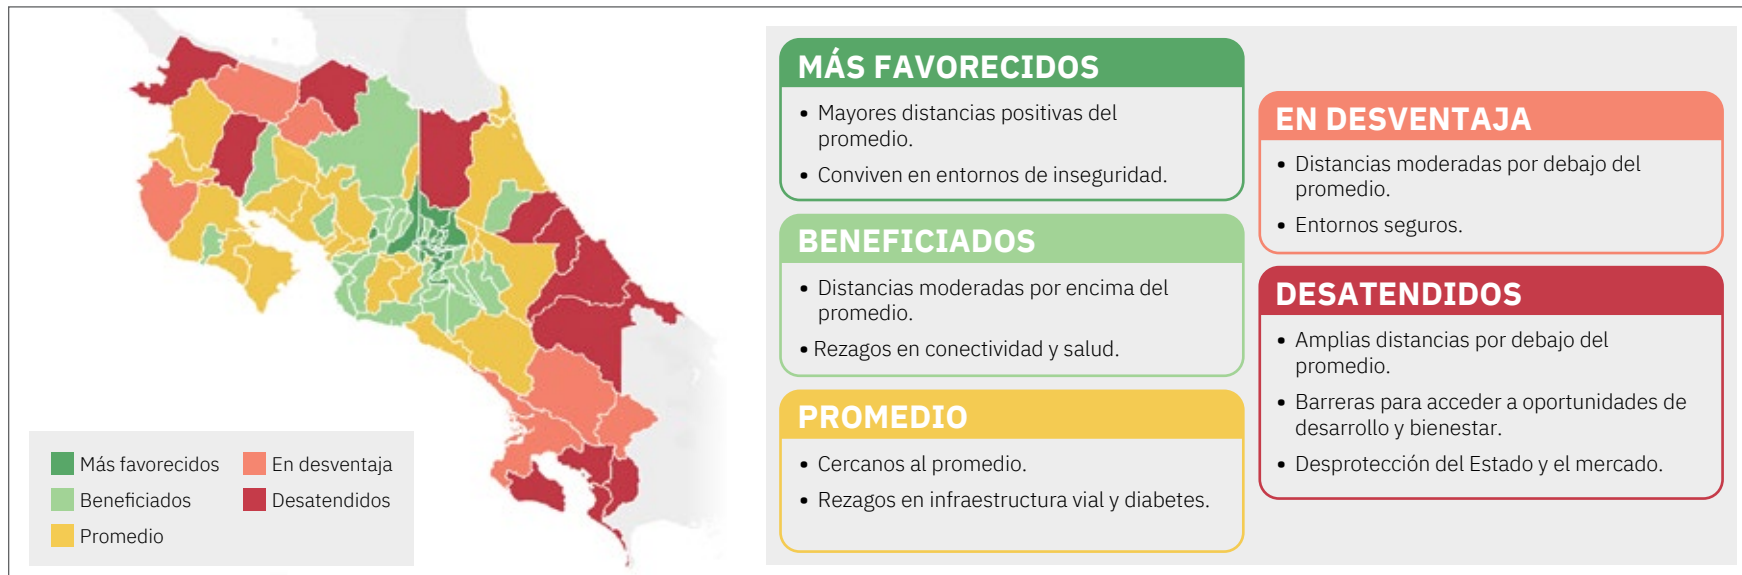 MÁS FAVORECIDOS
• Mayores distancias positivas del
promedio.
• Conviven en entornos de inseguridad.
BENEFICIADOS
• Distancias moderadas por encima del
promedio.
• Rezagos en conectividad y salud.
PROMEDIO
• Cercanos al promedio.
• Rezagos en infraestructura vial y diabetes.
EN DESVENTAJA
• Distancias moderadas por debajo del
promedio.
• Entornos seguros.
DESATENDIDOS
• Amplias distancias por debajo del
promedio.
• Barreras para acceder a oportunidades de
desarrollo y bienestar.
• Desprotección del Estado y el mercado.
Más favorecidos
Beneficiados
Promedio
En desventaja
Desatendidos